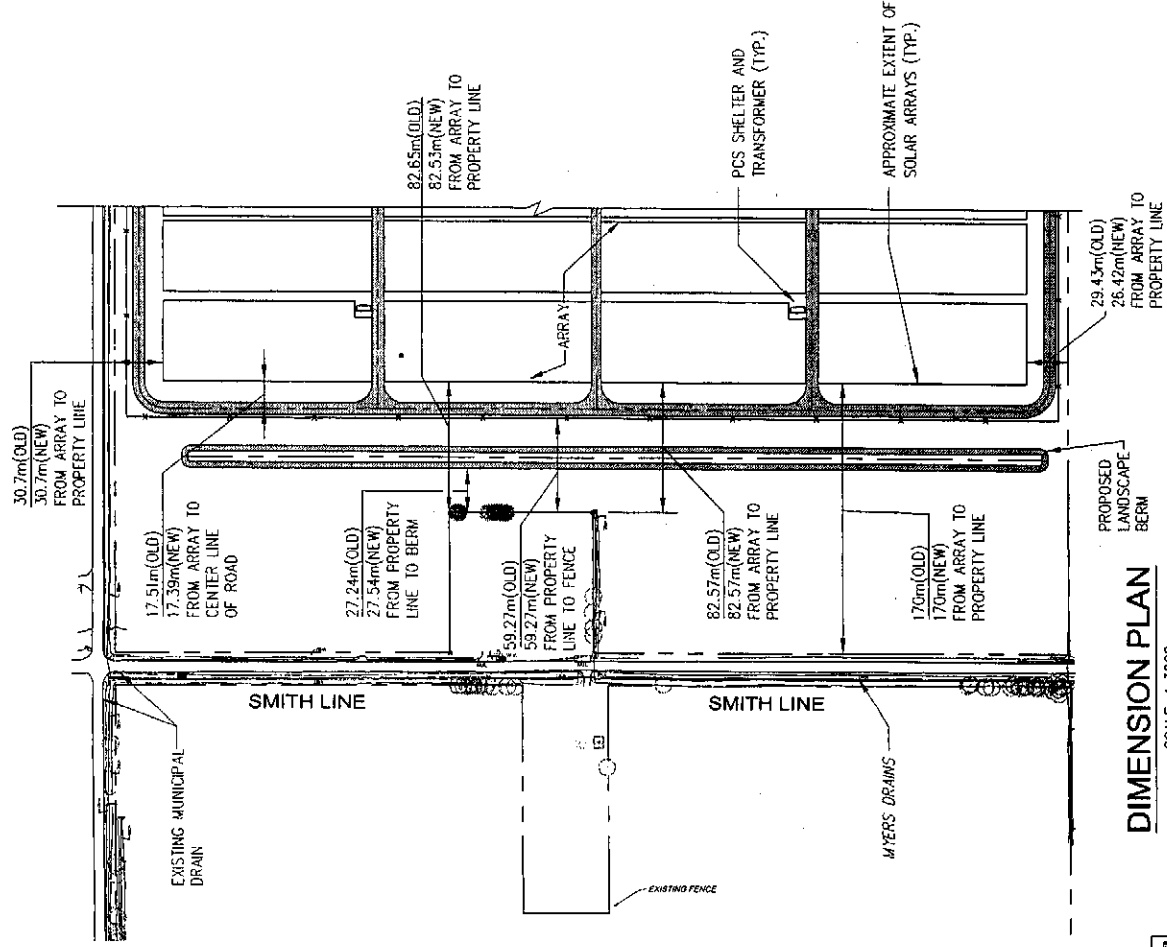 30.7m(OLD)
30.7m(NEW)
FROM ARRAY TO
PROPERTY LINE
82.65m(OLD)
82.53m(NEW)
FROM ARRAY TO
PROPERTY LINE
PCS SHELTER AND
TRANSFORMER (TYP.)
APPROXIMATE EXTENT OF
SOLAR ARRAYS (TYP.)
29.43m(OLD)
26.42m(NEW)
FROM ARRAY TO
PROPERTY LINE
ARRAY
17.51m(OLD)
17.39m(NEW)
FROM ARRAY TO
CENTER LINE
OF ROAD
27.24m(OLD)
27.54m(NEW)
FROM PROPERTY
LINE TO BERM
59.27m(OLD)
59.27m(NEW)
FROM PROPERTY
LINE TO FENCE
82.57m(OLD)
82.57m(NEW)
FROM ARRAY TO
PROPERTY LINE
170m(OLD)
170m(NEW)
FROM ARRAY TO
PROPERTY LINE
PROPOSED
LANDSCAPE
BERM
SMITH LINE
SMITH LINE
EXISTING MUNICIPAL
DRAIN
MYERS DRAINS
EXISTING FENCE
DIMENSION PLAN